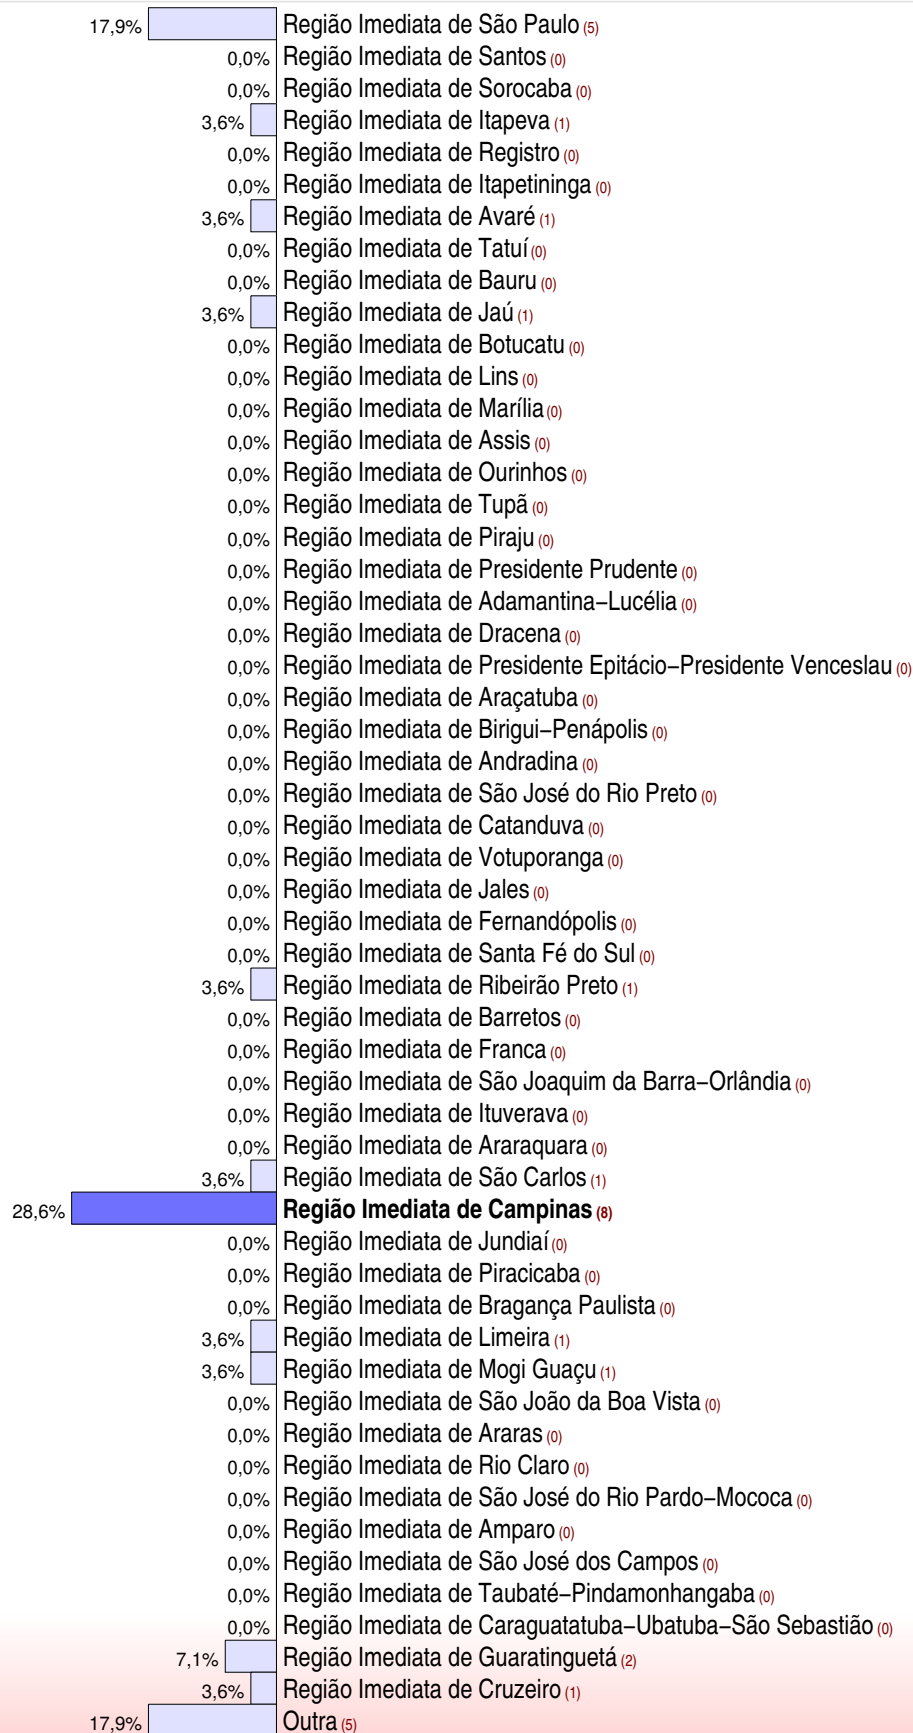 17,9% Região Imediata de São Paulo (5)
0,0% Região Imediata de Santos (0)
0,0% Região Imediata de Sorocaba (0)
3,6% Região Imediata de Itapeva (1)
0,0% Região Imediata de Registro (0)
0,0% Região Imediata de Itapetininga (0)
3,6% Região Imediata de Avaré (1)
0,0% Região Imediata de Tatuí (0)
0,0% Região Imediata de Bauru (0)
3,6% Região Imediata de Jaú (1)
0,0% Região Imediata de Botucatu (0)
0,0% Região Imediata de Lins (0)
0,0% Região Imediata de Marília (0)
0,0% Região Imediata de Assis (0)
0,0% Região Imediata de Ourinhos (0)
0,0% Região Imediata de Tupã (0)
0,0% Região Imediata de Piraju (0)
0,0% Região Imediata de Presidente Prudente (0)
0,0% Região Imediata de Adamantina−Lucélia (0)
0,0% Região Imediata de Dracena (0)
0,0% Região Imediata de Presidente Epitácio−Presidente Venceslau (0)
0,0% Região Imediata de Araçatuba (0)
0,0% Região Imediata de Birigui−Penápolis (0)
0,0% Região Imediata de Andradina (0)
0,0% Região Imediata de São José do Rio Preto (0)
0,0% Região Imediata de Catanduva (0)
0,0% Região Imediata de Votuporanga (0)
0,0% Região Imediata de Jales (0)
0,0% Região Imediata de Fernandópolis (0)
0,0% Região Imediata de Santa Fé do Sul (0)
3,6% Região Imediata de Ribeirão Preto (1)
0,0% Região Imediata de Barretos (0)
0,0% Região Imediata de Franca (0)
0,0% Região Imediata de São Joaquim da Barra−Orlândia (0)
0,0% Região Imediata de Ituverava (0)
0,0% Região Imediata de Araraquara (0)
3,6% Região Imediata de São Carlos (1)
28,6% Região Imediata de Campinas (8)
0,0% Região Imediata de Jundiaí (0)
0,0% Região Imediata de Piracicaba (0)
0,0% Região Imediata de Bragança Paulista (0)
3,6% Região Imediata de Limeira (1)
3,6% Região Imediata de Mogi Guaçu (1)
0,0% Região Imediata de São João da Boa Vista (0)
0,0% Região Imediata de Araras (0)
0,0% Região Imediata de Rio Claro (0)
0,0% Região Imediata de São José do Rio Pardo−Mococa (0)
0,0% Região Imediata de Amparo (0)
0,0% Região Imediata de São José dos Campos (0)
0,0% Região Imediata de Taubaté−Pindamonhangaba (0)
0,0% Região Imediata de Caraguatatuba−Ubatuba−São Sebastião (0)
7,1% Região Imediata de Guaratinguetá (2)
3,6% Região Imediata de Cruzeiro (1)
17,9% Outra (5)